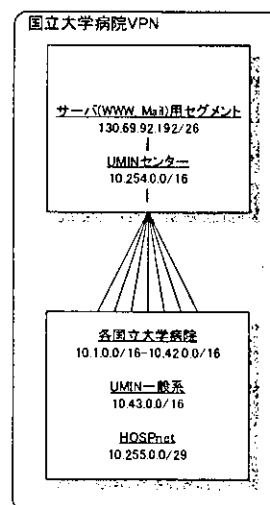 国立大学病院VPN
サーバ(WWW, Mail)用セグメント
130.69.92.192/26
UMINセンター
10.254.0.0/16
各国立大学病院
10.1.0.0/16-10.42.0.0/16
UMIN一般系
10.43.0.0/16
HOSPnet
10.255.0.0/29